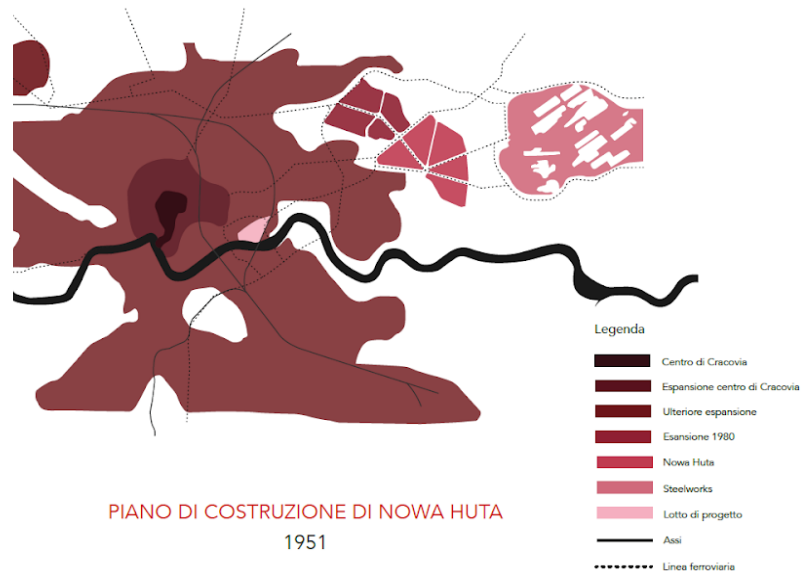 Legenda
Centro di Cracovia
Espansione centro di Cracovia
Ulteriore espansione
Esansione 1980
Nowa Huta
Steelworks
Lotto di progetto
Assi
Linea ferroviaria
PIANO DI COSTRUZIONE DI NOWA HUTA
1951